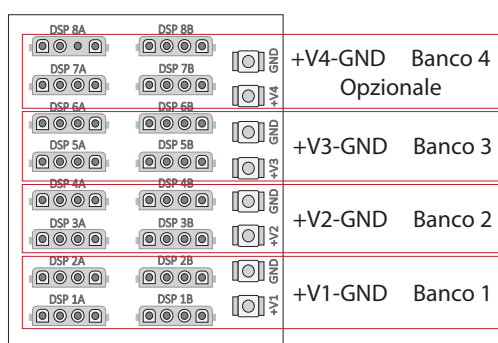 DSP 8A DSP 8B
GND
DSP 7A DSP 7B
+V4
+V4-GND Banco 4
Opzionale
DSP 6A DSP 6B
GND
DSP 5A DSP 5B
+V3
+V3-GND Banco 3
DSP 4A DSP 4B
GND
DSP 3A DSP 3B
+V2
+V2-GND Banco 2
DSP 2A DSP 2B
GND
DSP 1A DSP 1B
+V1
+V1-GND Banco 1